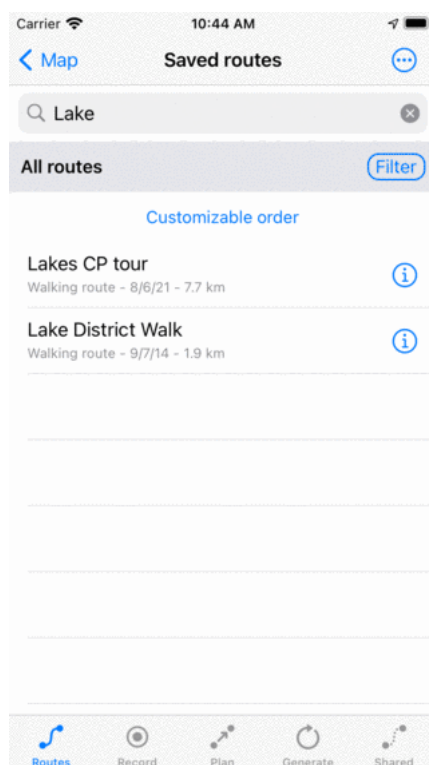 Carrier 10:44 AM
Map Saved routes
Lake
All routes Filter
Customizable order
Lakes CP tour
Walking route - 8/6/21 - 7.7 km
Lake District Walk
Walking route - 9/7/14 - 1.9 km
Routes Record Plan Generate Shared